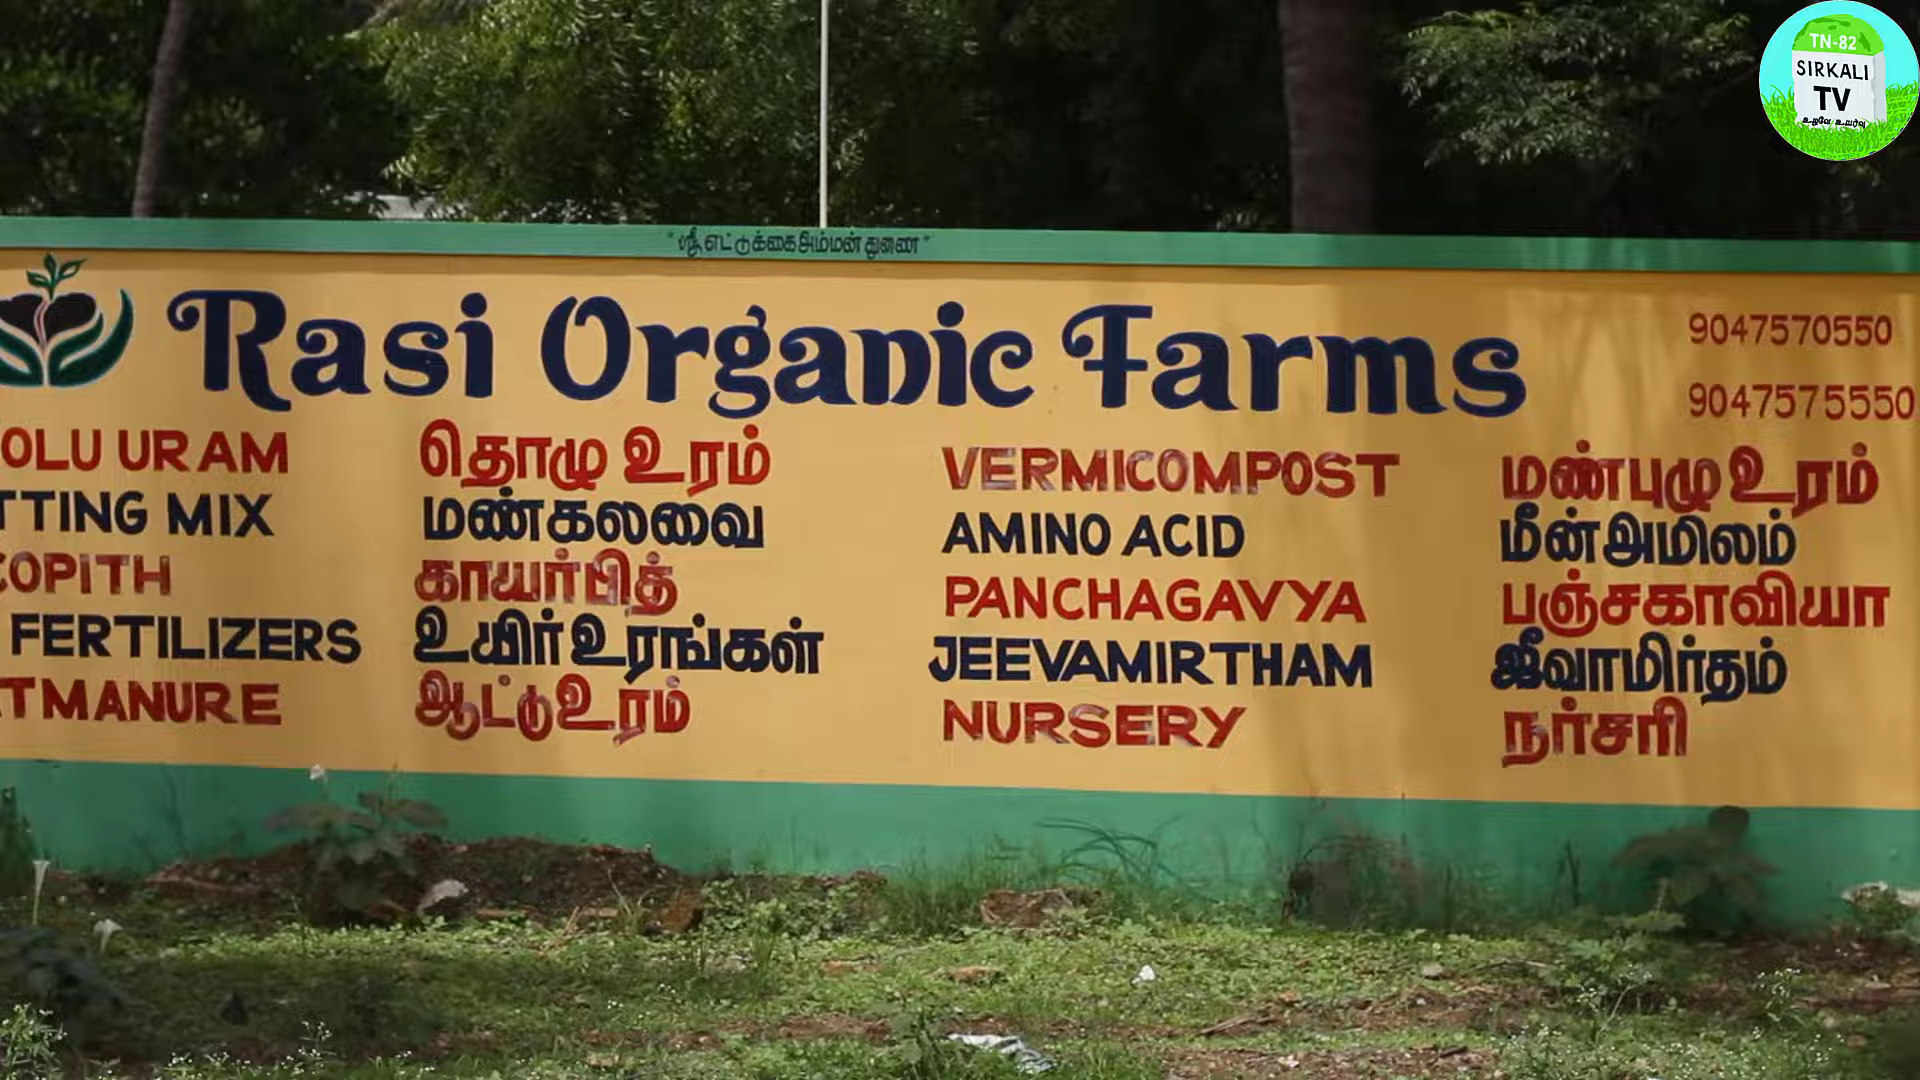 TN-82
SIRKALI
TV
உழவே உயர்வு
"ஸ்ரீ எட்டுக்கை அம்மன் துணை"
Rasi Organic Farms
9047570550
9047575550
OLU URAM தொழு உரம் VERMICOMPOST மண்புழு உரம்
TTING MIX மண்கலவை AMINO ACID மீன் அமிலம்
COPITH காயர்பித் PANCHAGAVYA பஞ்சகாவியா
FERTILIZERS உயிர் உரங்கள் JEEVAMIRTHAM ஜீவாமிர்தம்
TMANURE ஆட்டு உரம் NURSERY நர்சரி